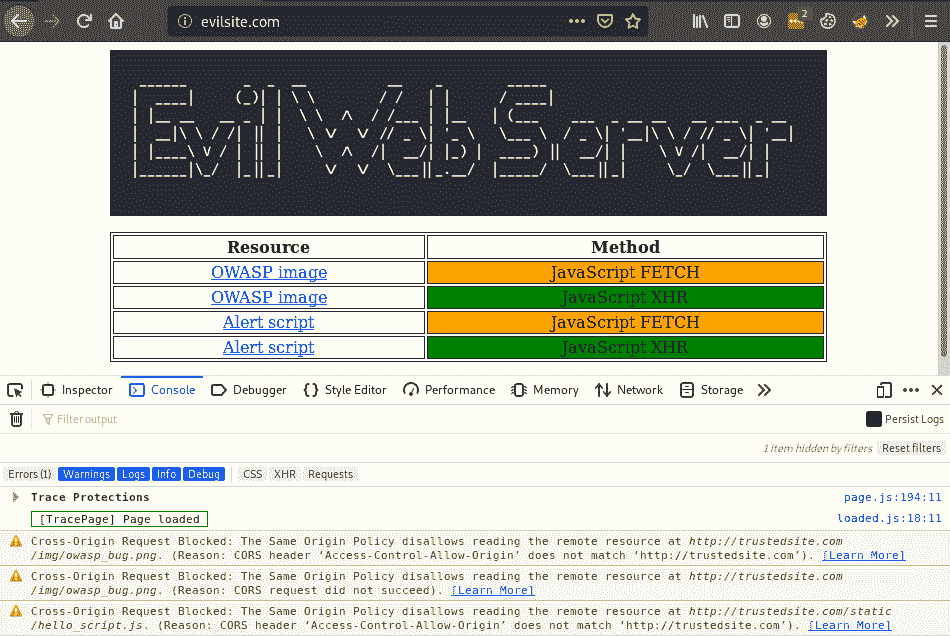 evilsite.com
2
Evil Web Server
Resource Method
OWASP image JavaScript FETCH
OWASP image JavaScript XHR
Alert script JavaScript FETCH
Alert script JavaScript XHR
Inspector Console Debugger Style Editor Performance Memory Network Storage
Filter output Persist Logs
1 item hidden by filters Reset filters
Errors (1) Warnings Logs Info Debug CSS XHR Requests
Trace Protections page.js:194:11
[TracePage] Page loaded loaded.js:18:11
Cross-Origin Request Blocked: The Same Origin Policy disallows reading the remote resource at http://trustedsite.com
/img/owasp_bug.png. (Reason: CORS header ‘Access-Control-Allow-Origin’ does not match ‘http://trustedsite.com’). [Learn More]
Cross-Origin Request Blocked: The Same Origin Policy disallows reading the remote resource at http://trustedsite.com
/img/owasp_bug.png. (Reason: CORS request did not succeed). [Learn More]
Cross-Origin Request Blocked: The Same Origin Policy disallows reading the remote resource at http://trustedsite.com/static
/hello_script.js. (Reason: CORS header ‘Access-Control-Allow-Origin’ does not match ‘http://trustedsite.com’). [Learn More]